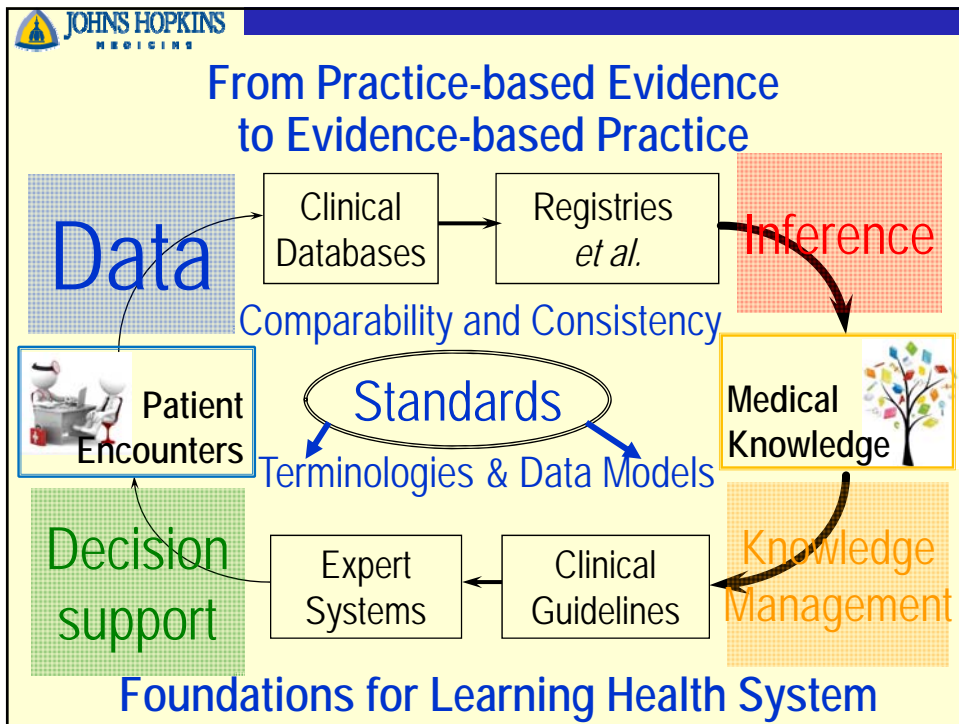 JOHNS HOPKINS
MEDICINE
From Practice-based Evidence
to Evidence-based Practice
Data
Clinical
Databases
Registries
et al.
Inference
Comparability and Consistency
Patient
Encounters
Standards
Medical
Knowledge
Terminologies & Data Models
Decision
support
Expert
Systems
Clinical
Guidelines
Knowledge
Management
Foundations for Learning Health System